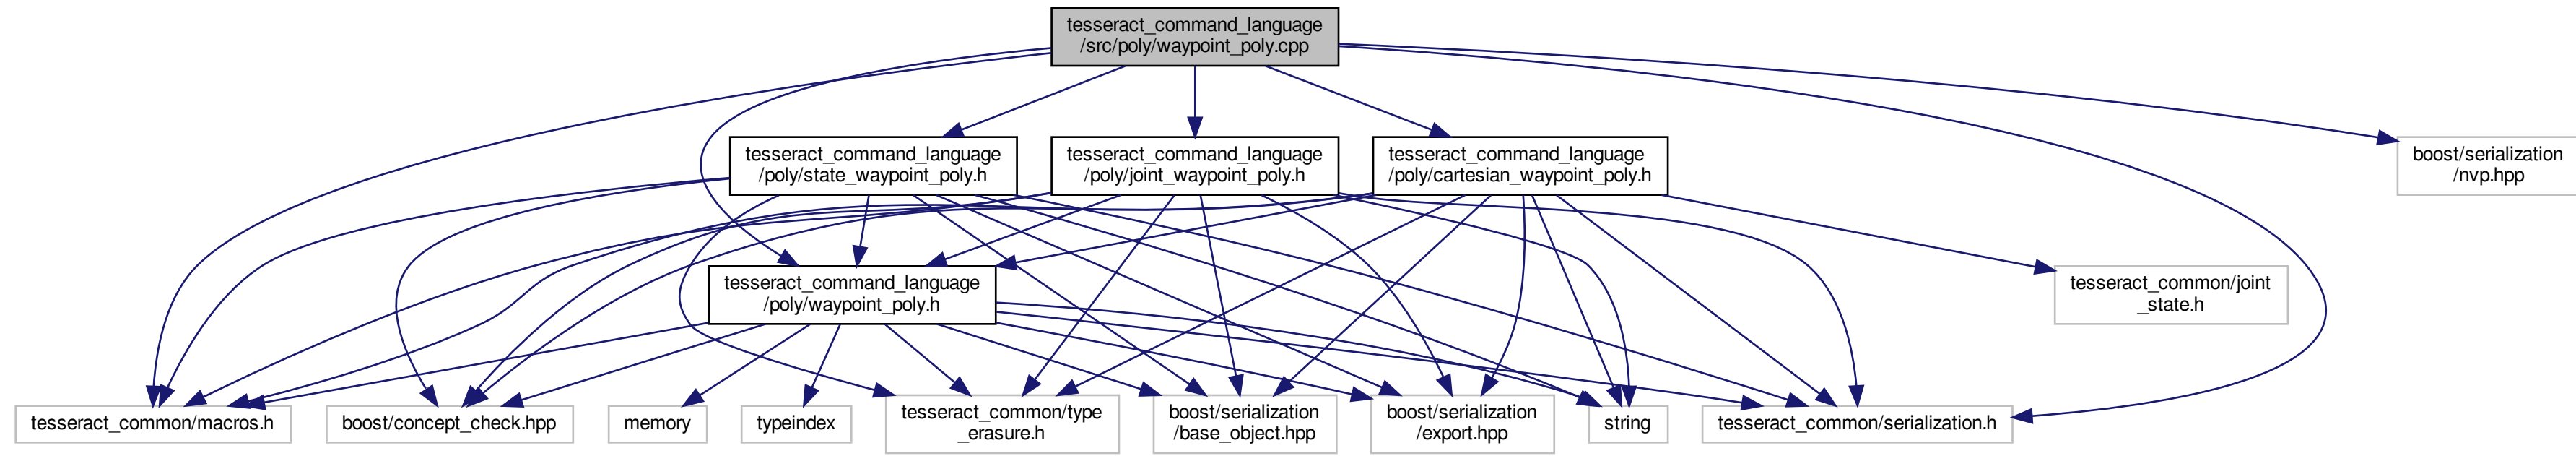 tesseract_command_language
/src/poly/waypoint_poly.cpp
tesseract_command_language
/poly/state_waypoint_poly.h
tesseract_command_language
/poly/joint_waypoint_poly.h
tesseract_command_language
/poly/cartesian_waypoint_poly.h
boost/serialization
/nvp.hpp
tesseract_command_language
/poly/waypoint_poly.h
tesseract_common/joint
_state.h
tesseract_common/macros.h
boost/concept_check.hpp
memory
typeindex
tesseract_common/type
_erasure.h
boost/serialization
/base_object.hpp
boost/serialization
/export.hpp
string
tesseract_common/serialization.h